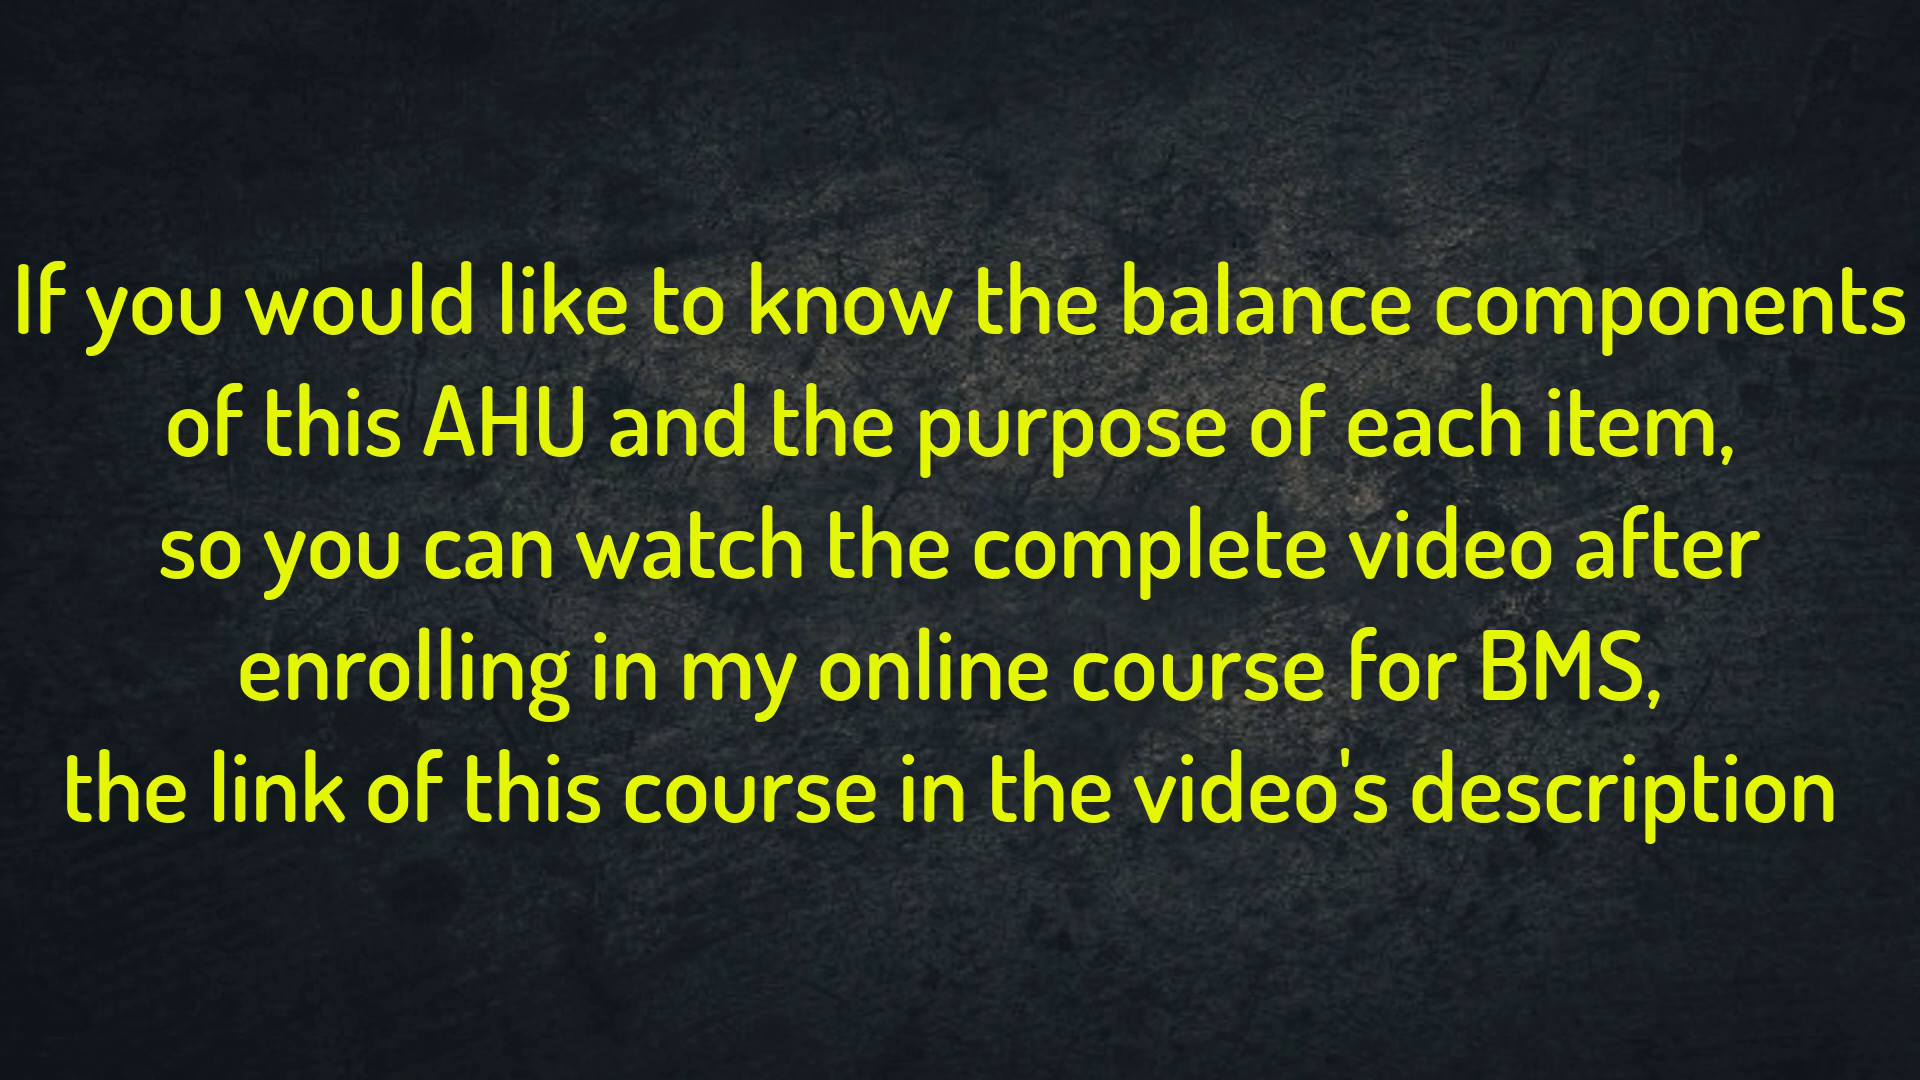 If you would like to know the balance components
of this AHU and the purpose of each item,
so you can watch the complete video after
enrolling in my online course for BMS,
the link of this course in the video's description